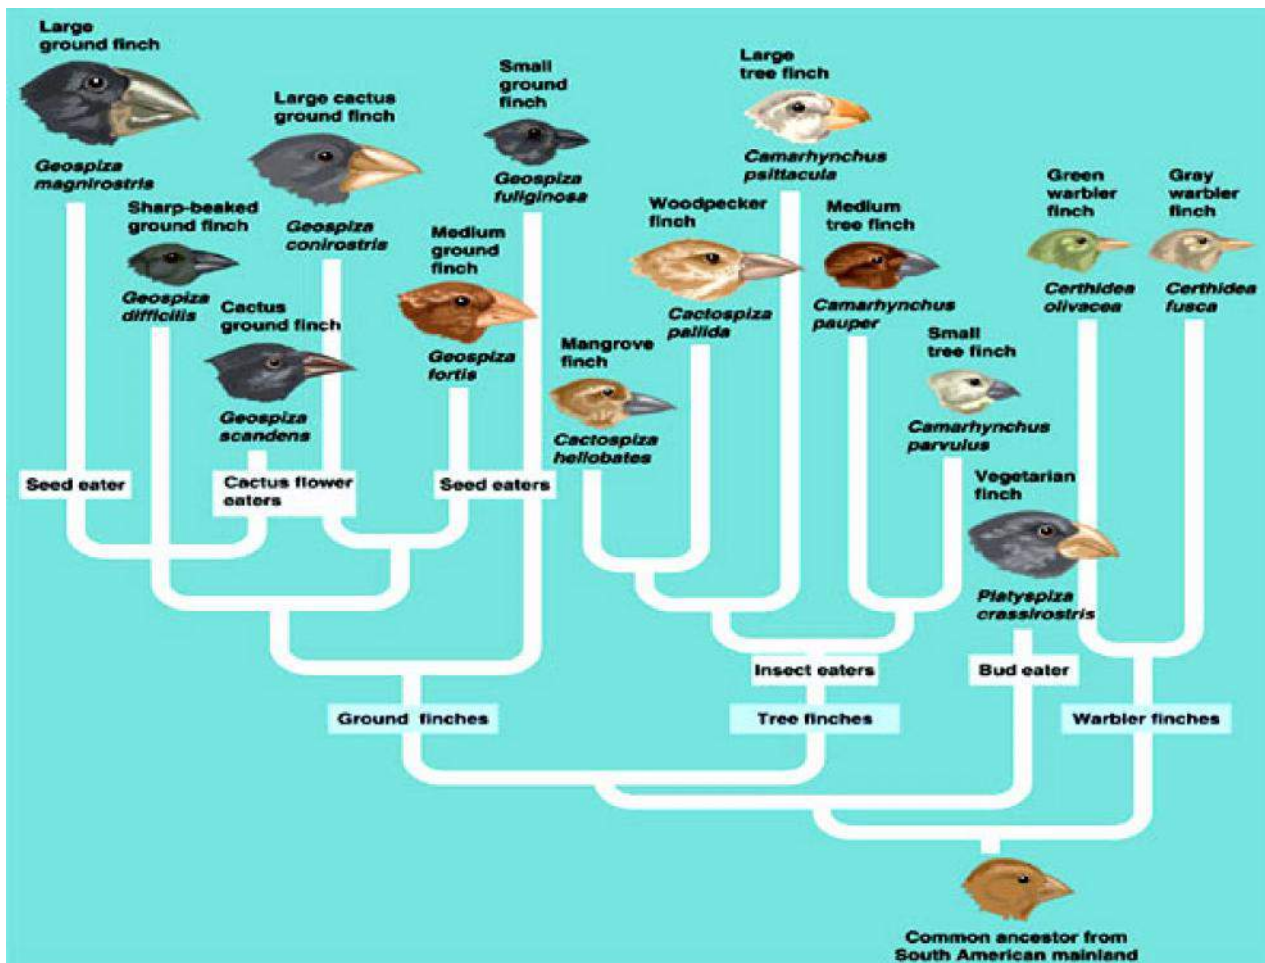 Large
ground finch
Geospiza
magnirostris
Sharp-beaked
ground finch
Geospiza
difficilis
Large cactus
ground finch
Geospiza
conirostris
Cactus
ground finch
Geospiza
scandens
Medium
ground
finch
Geospiza
fortis
Small
ground
finch
Geospiza
fuliginosa
Mangrove
finch
Cactospiza
heliobates
Woodpecker
finch
Cactospiza
pallida
Large
tree finch
Camarhynchus
psittacula
Medium
tree finch
Camarhynchus
pauper
Small
tree finch
Camarhynchus
parvulus
Vegetarian
finch
Platyspiza
crassirostris
Green
warbler
finch
Certhidea
olivacea
Gray
warbler
finch
Certhidea
fusca
Seed eater
Cactus flower
eaters
Seed eaters
Insect eaters
Bud eater
Ground finches
Tree finches
Warbler finches
Common ancestor from
South American mainland